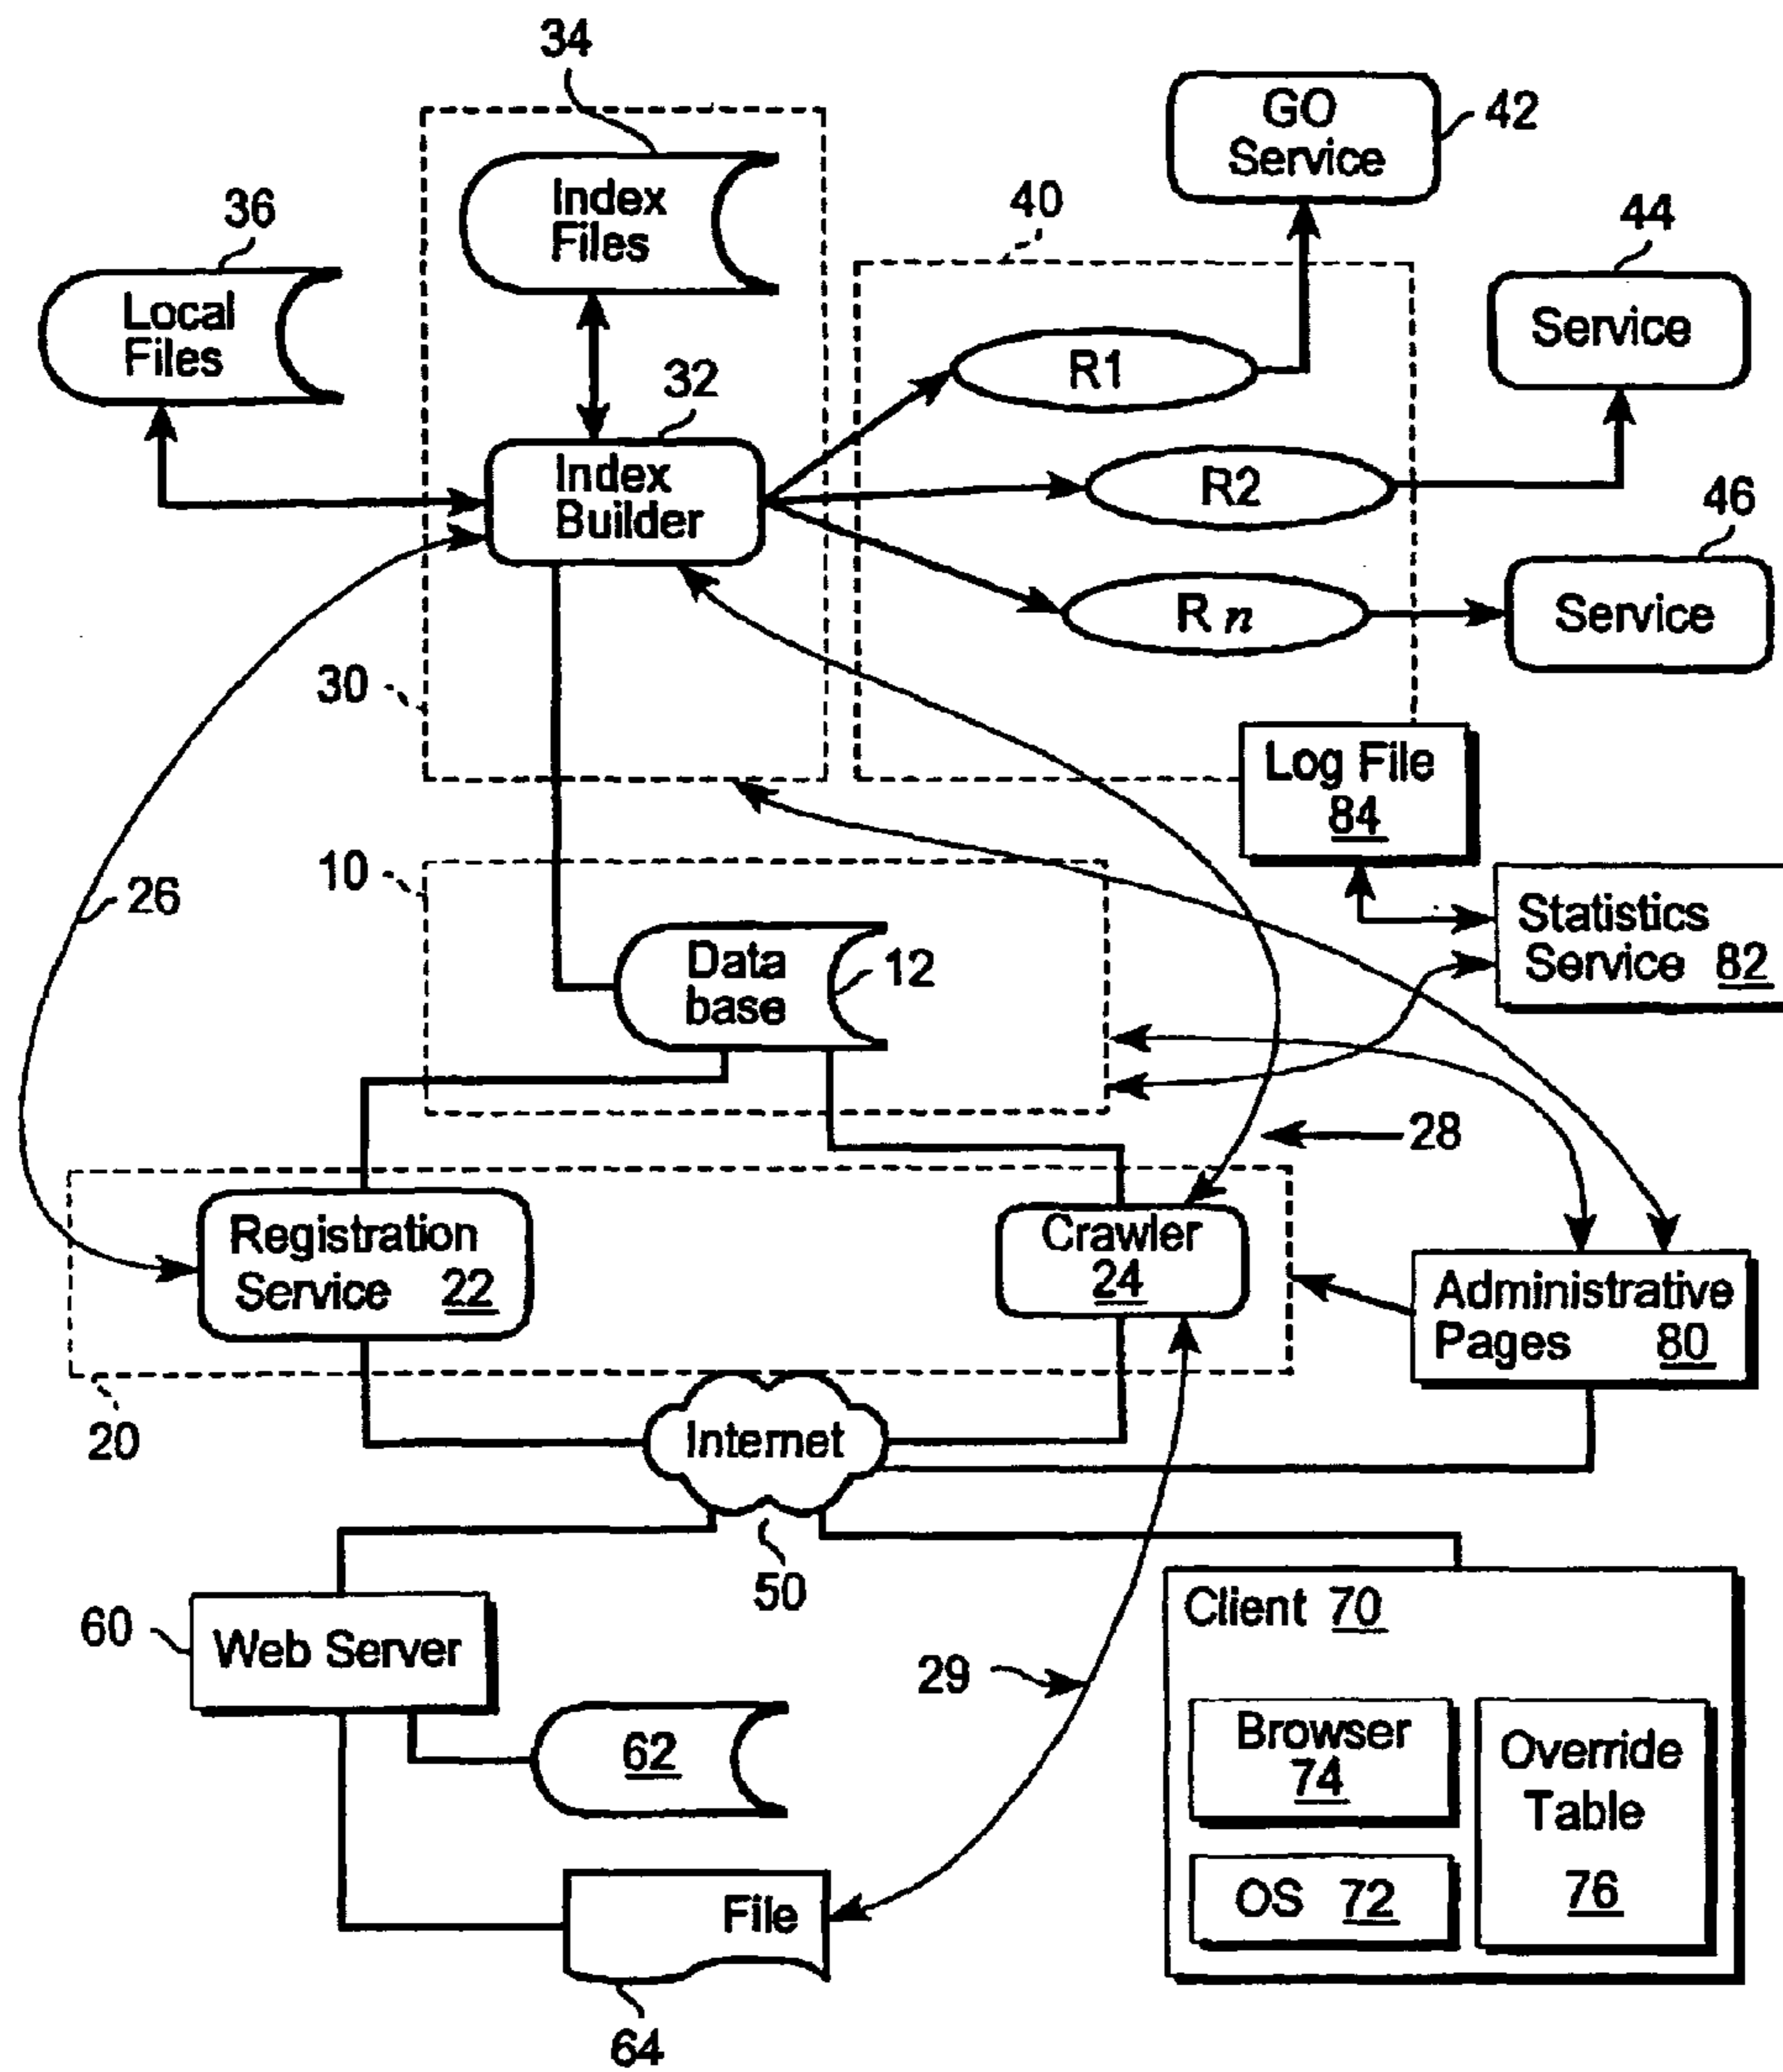 34
GO
Service
42
Index
Files
36
40
44
Local
Files
Service
32
R1
Index
Builder
R2
46
R n
Service
30
Log File
84
10
26
Statistics
Service 82
Data
base
12
28
Registration
Service 22
Crawler
24
Administrative
Pages 80
20
Internet
50
60
Web Server
Client 70
29
62
Browser
74
Override
Table
76
File
OS 72
64